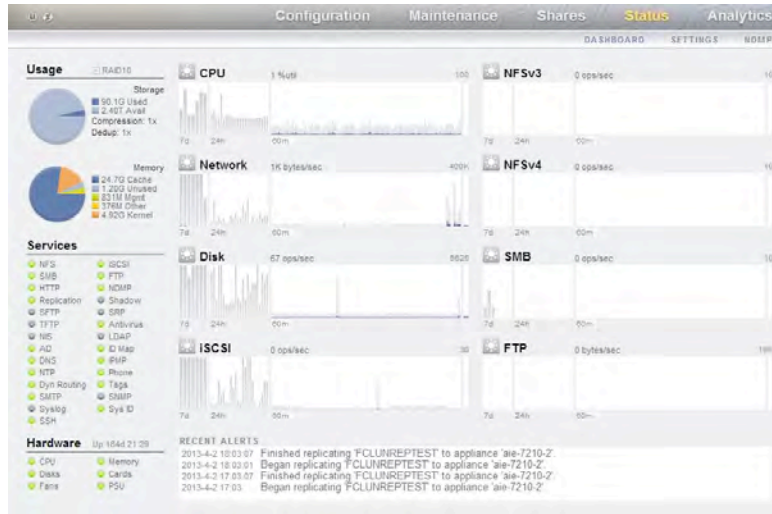 Configuration Maintenance Shares Status Analytics
DASHBOARD SETTINGS NDMP
Usage RAID10
Storage
90.1G Used
2.40T Avail
Compression: 1x
Dedup: 1x
Memory
24.7G Cache
1.20G Unused
831M Mgmt
376M Other
4.92G Kernel
Services
NFS iSCSI
SMB FTP
HTTP NDMP
Replication Shadow
SFTP SRP
TFTP Antivirus
NIS LDAP
AD ID Map
DNS IPMP
NTP Phone
Dyn Routing Tags
SMTP SNMP
Syslog Sys ID
SSH
Hardware Up 184d 21:29
CPU Memory
Disks Cards
Fans PSU
CPU 1 %util 100
7d 24h 60m
Network 1K bytes/sec 400K
7d 24h 60m
Disk 67 ops/sec 6628
7d 24h 60m
iSCSI 0 ops/sec 30
7d 24h 60m
NFSv3 0 ops/sec
7d 24h 60m
NFSv4 0 ops/sec
7d 24h 60m
SMB 0 ops/sec
7d 24h 60m
FTP 0 bytes/sec
7d 24h 60m
RECENT ALERTS
2013-4-2 18:03:07 Finished replicating 'FCLUNREPTEST' to appliance 'aie-7210-2'.
2013-4-2 18:03:01 Began replicating 'FCLUNREPTEST' to appliance 'aie-7210-2'.
2013-4-2 17:03:07 Finished replicating 'FCLUNREPTEST' to appliance 'aie-7210-2'.
2013-4-2 17:03 Began replicating 'FCLUNREPTEST' to appliance 'aie-7210-2'.